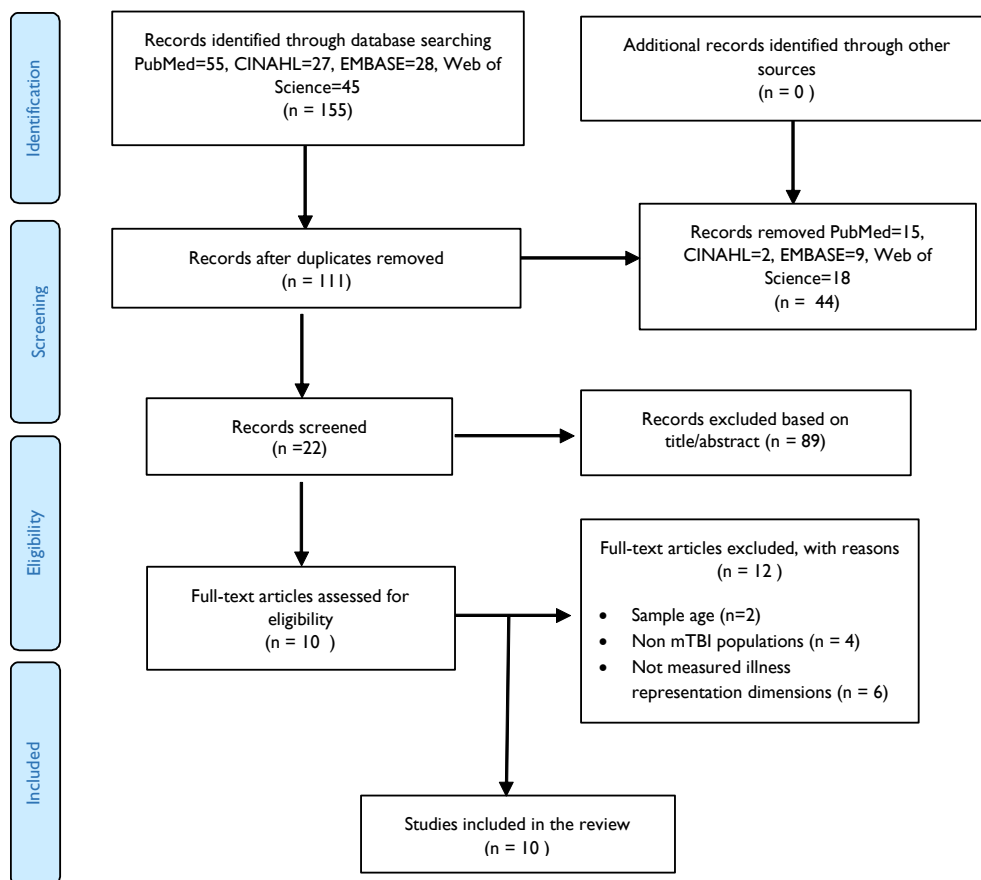 Identification
Records identified through database searching
PubMed=55, CINAHL=27, EMBASE=28, Web of
Science=45
(n = 155)
Additional records identified through other
sources
(n = 0 )
Screening
Records after duplicates removed
(n = 111)
Records removed PubMed=15,
CINAHL=2, EMBASE=9, Web of
Science=18
(n = 44)
Records screened
(n =22)
Records excluded based on
title/abstract (n = 89)
Eligibility
Full-text articles assessed for
eligibility
(n = 10 )
Full-text articles excluded, with reasons
(n = 12 )
• Sample age (n=2)
• Non mTBI populations (n = 4)
• Not measured illness
representation dimensions (n = 6)
Included
Studies included in the review
(n = 10 )